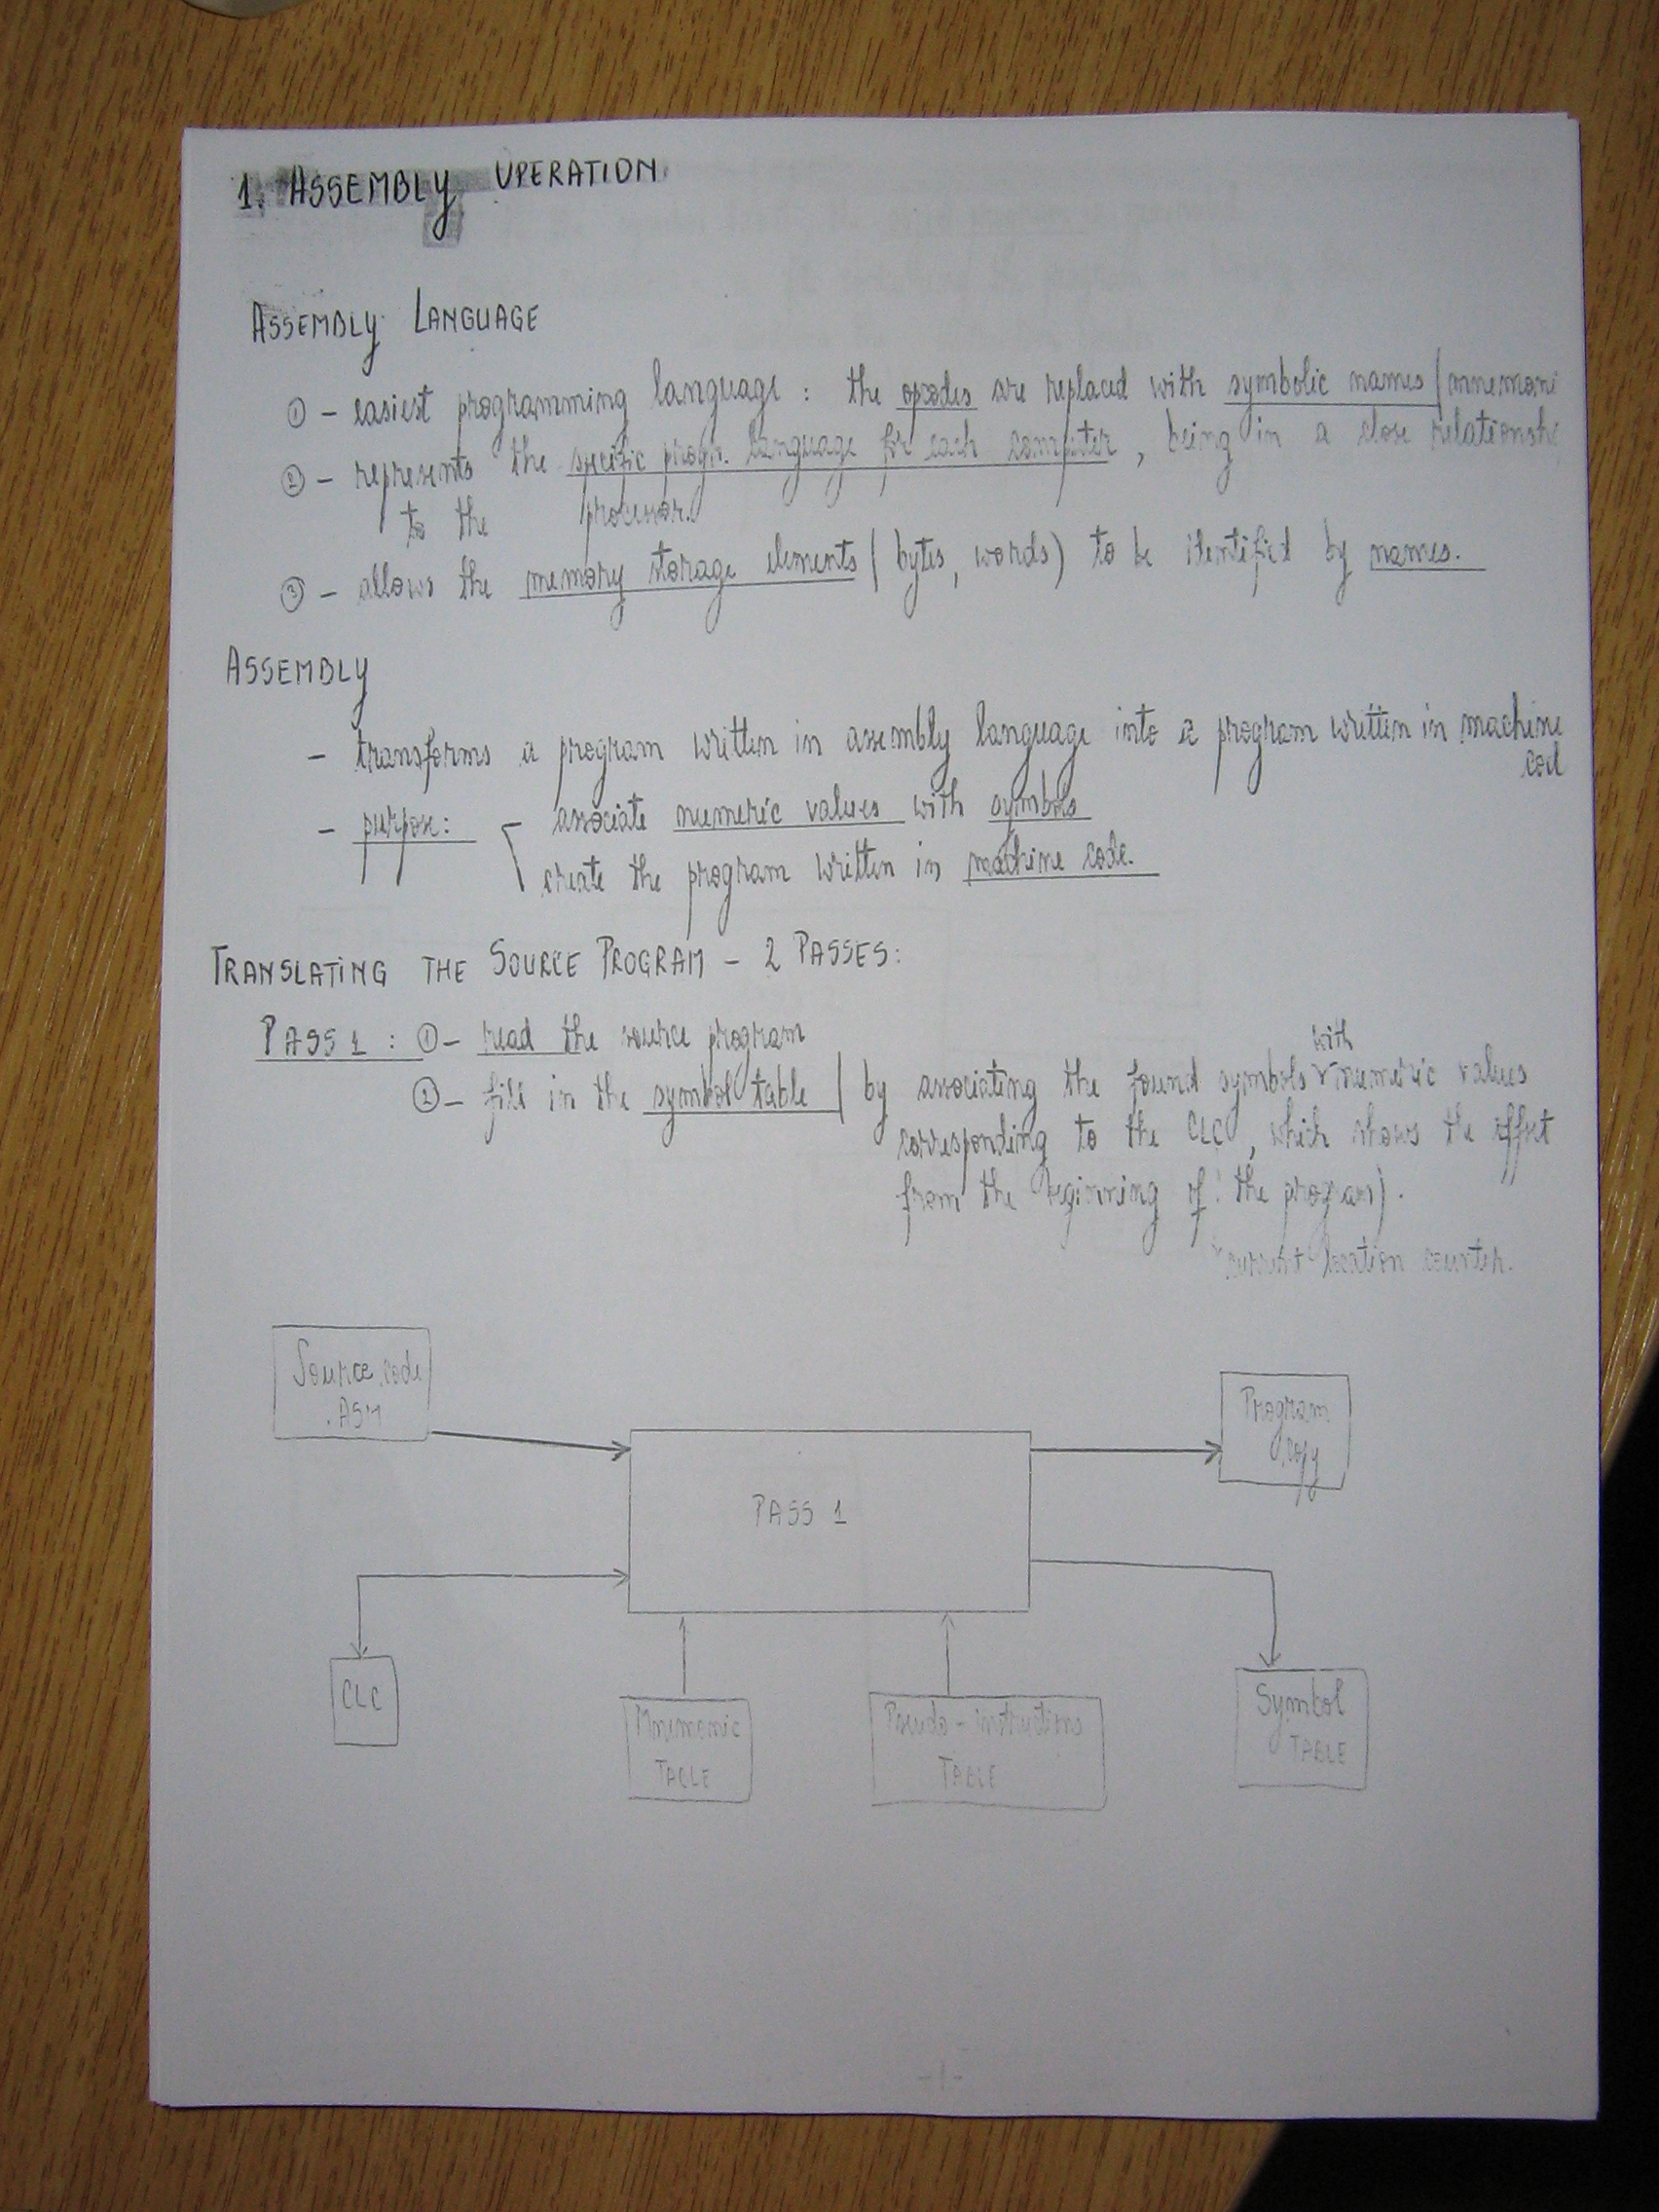 1. ASSEMBLY OPERATION
ASSEMBLY LANGUAGE
① - easiest programming language : the opcodes are replaced with symbolic names (mnemoni
② - represents the specific progr. language for each computer, being in a close relationshi
to the processor.
③ - allows the memory storage elements (bytes, words) to be identified by names.
ASSEMBLY
- transforms a program written in assembly language into a program written in machine
cod
- purpose: associate numeric values with symbols
create the program written in machine code.
TRANSLATING THE SOURCE PROGRAM - 2 PASSES:
PASS 1 : ① - read the source program
with
② - fill in the symbol table (by associating the found symbols numeric values
corresponding to the CLC, which shows the offset
from the beginning of the program).
current location counter.
Source code
.ASM
Program
copy
PASS 1
CLC
Mnemonic
TABLE
Pseudo-instructions
TABLE
Symbol
TABLE
-1-